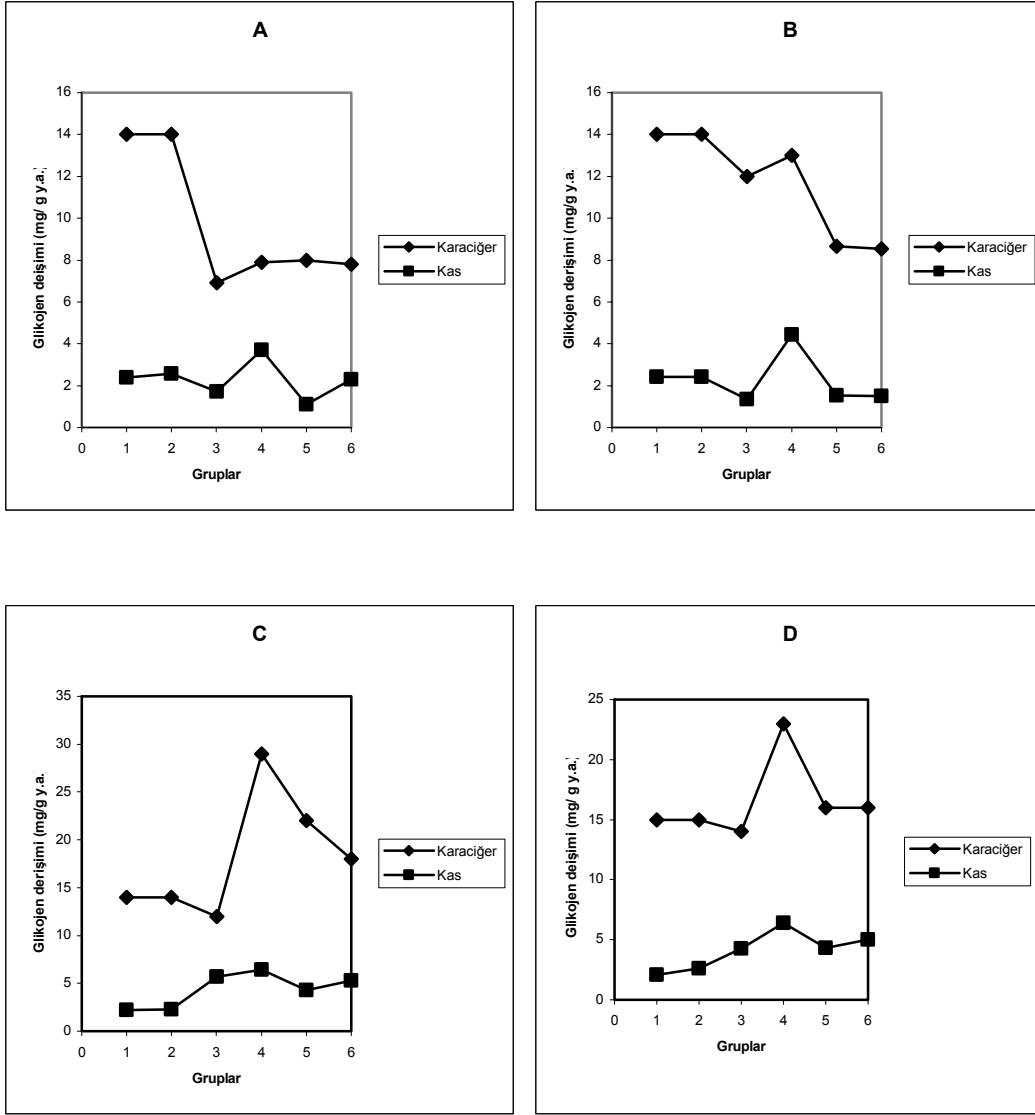 A
Glikojen deişimi (mg/ g y.a.)
16
14
12
10
8
6
4
2
0
0 1 2 3 4 5 6
Gruplar
Karaciğer
Kas
B
Glikojen derişimi (mg/g y.a.
16
14
12
10
8
6
4
2
0
0 1 2 3 4 5 6
Gruplar
Karaciğer
Kas
C
Glikojen derişimi (mg/g y.a.
35
30
25
20
15
10
5
0
0 1 2 3 4 5 6
Gruplar
Karaciğer
Kas
D
Glikojen deişimi (mg/ g y.a.)
25
20
15
10
5
0
0 1 2 3 4 5 6
Gruplar
Karaciğer
Kas